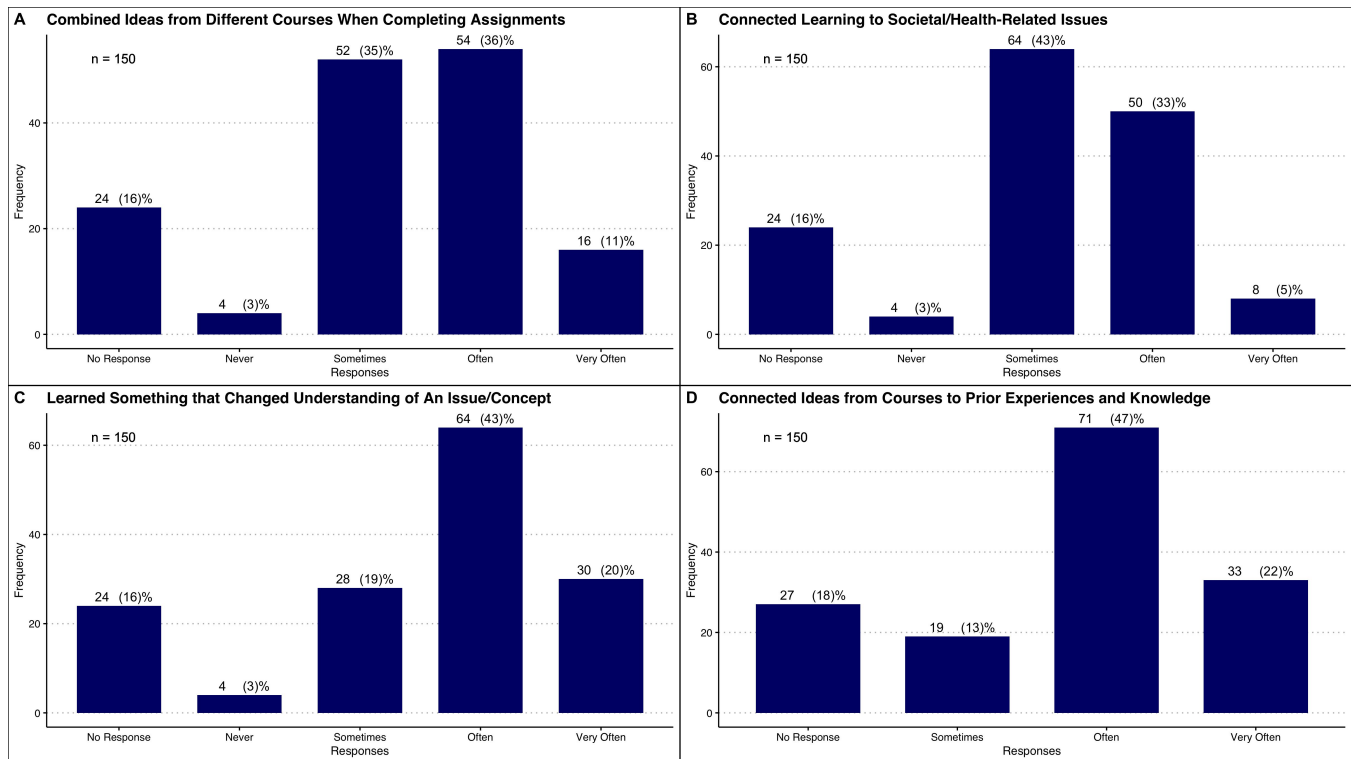 A Combined Ideas from Different Courses When Completing Assignments
n = 150
Frequency
40
20
0
24 (16)%
4 (3)%
52 (35)%
54 (36)%
16 (11)%
No Response Never Sometimes Often Very Often
Responses
B Connected Learning to Societal/Health-Related Issues
n = 150
Frequency
60
40
20
0
24 (16)%
4 (3)%
64 (43)%
50 (33)%
8 (5)%
No Response Never Sometimes Often Very Often
Responses
C Learned Something that Changed Understanding of An Issue/Concept
n = 150
Frequency
60
40
20
0
24 (16)%
4 (3)%
28 (19)%
64 (43)%
30 (20)%
No Response Never Sometimes Often Very Often
Responses
D Connected Ideas from Courses to Prior Experiences and Knowledge
n = 150
Frequency
60
40
20
0
27 (18)%
19 (13)%
71 (47)%
33 (22)%
No Response Sometimes Often Very Often
Responses